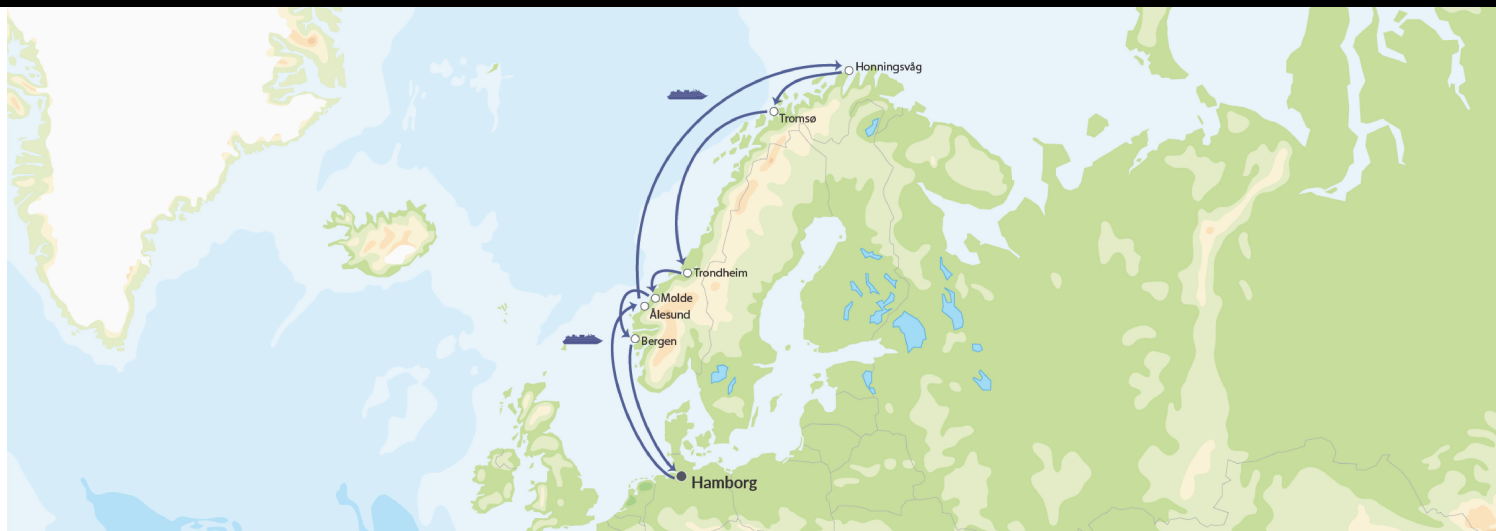 Honningsvåg
Tromsø
Trondheim
Molde
Ålesund
Bergen
Hamborg